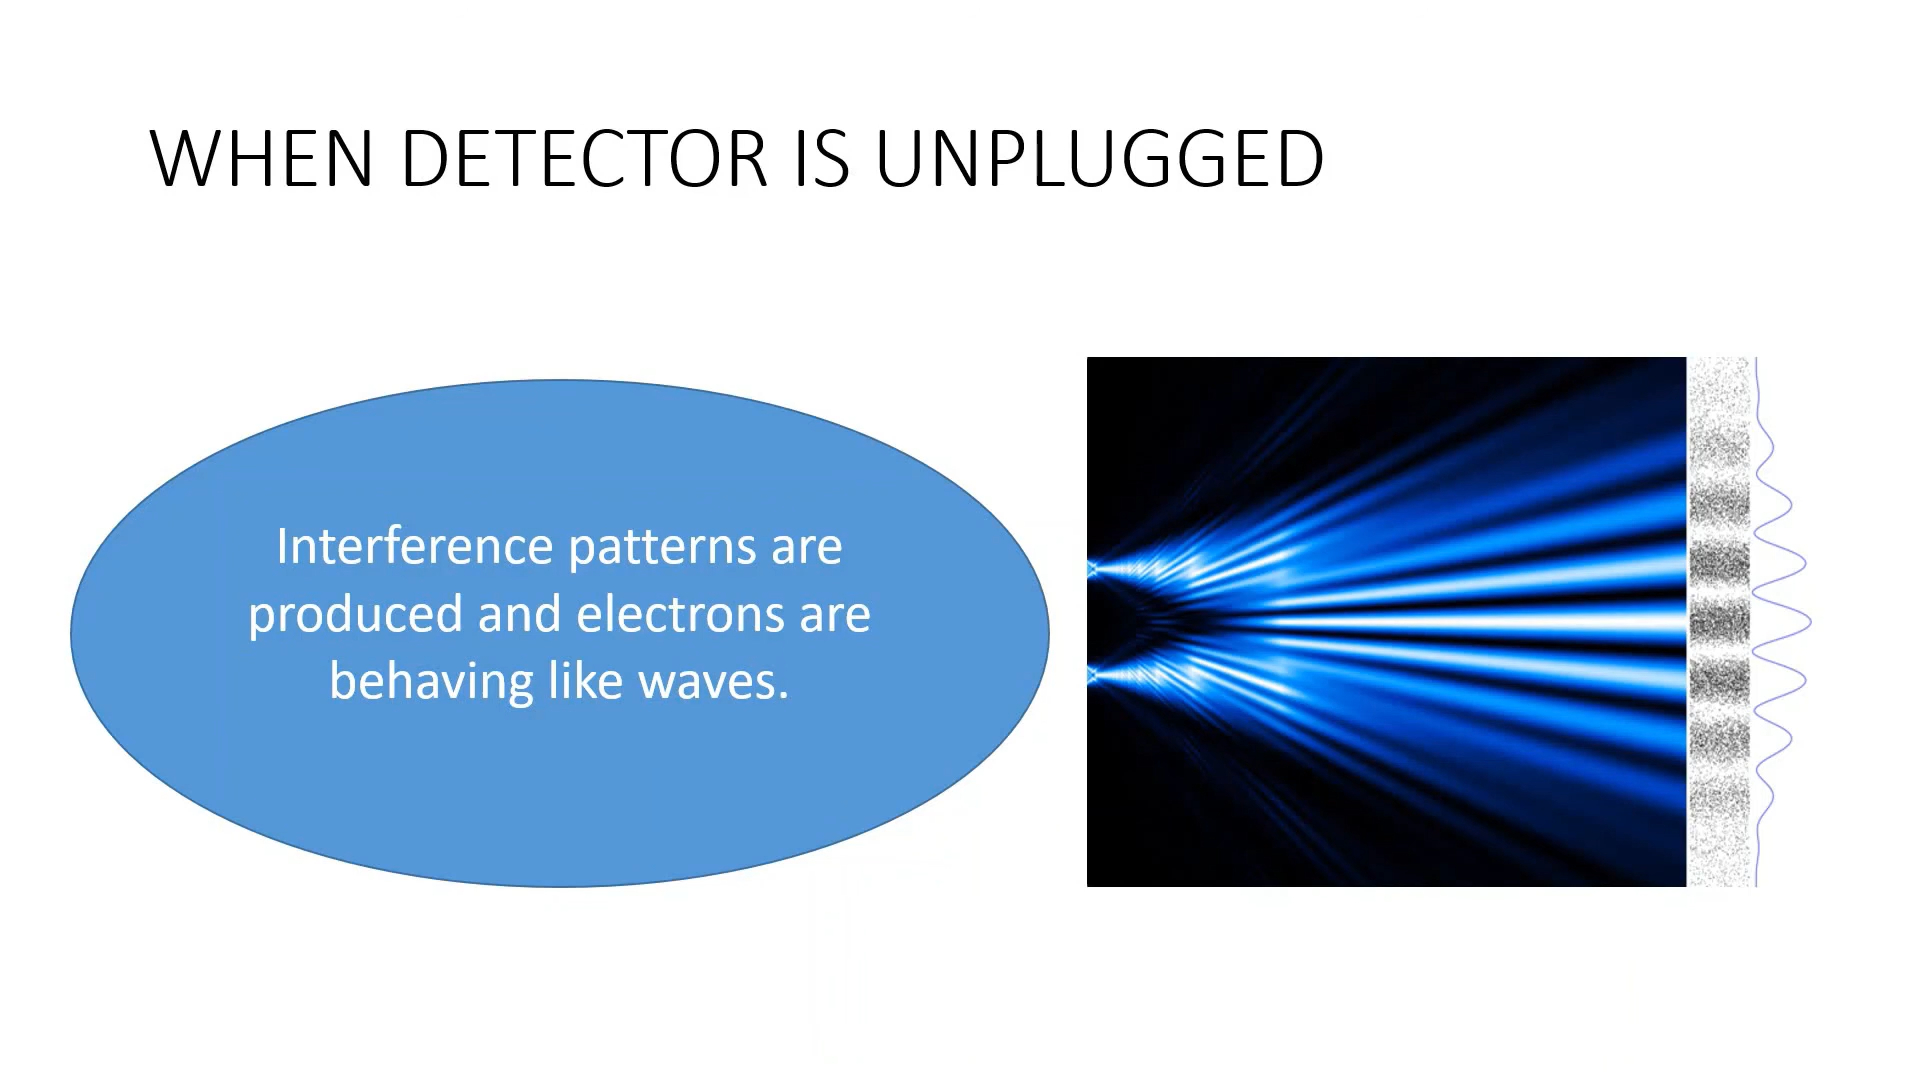 WHEN DETECTOR IS UNPLUGGED
Interference patterns are
produced and electrons are
behaving like waves.